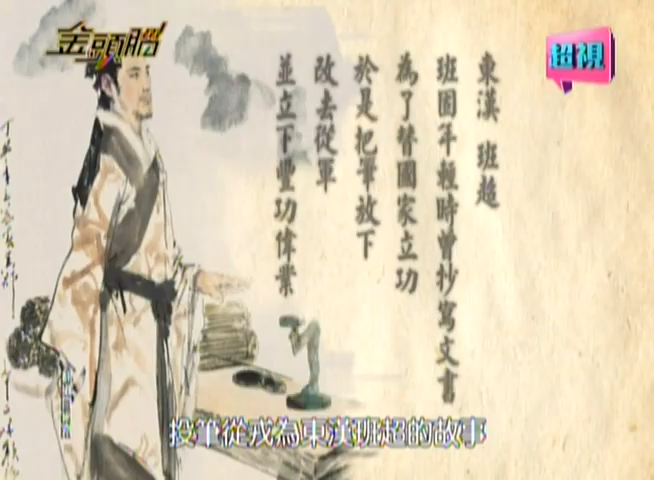 金頭腦
超視
東漢 班超
班固年輕時曾抄寫文書
為了替國家立功
於是把筆放下
改去從軍
並立下豐功偉業
投筆從戎為東漢班超的故事